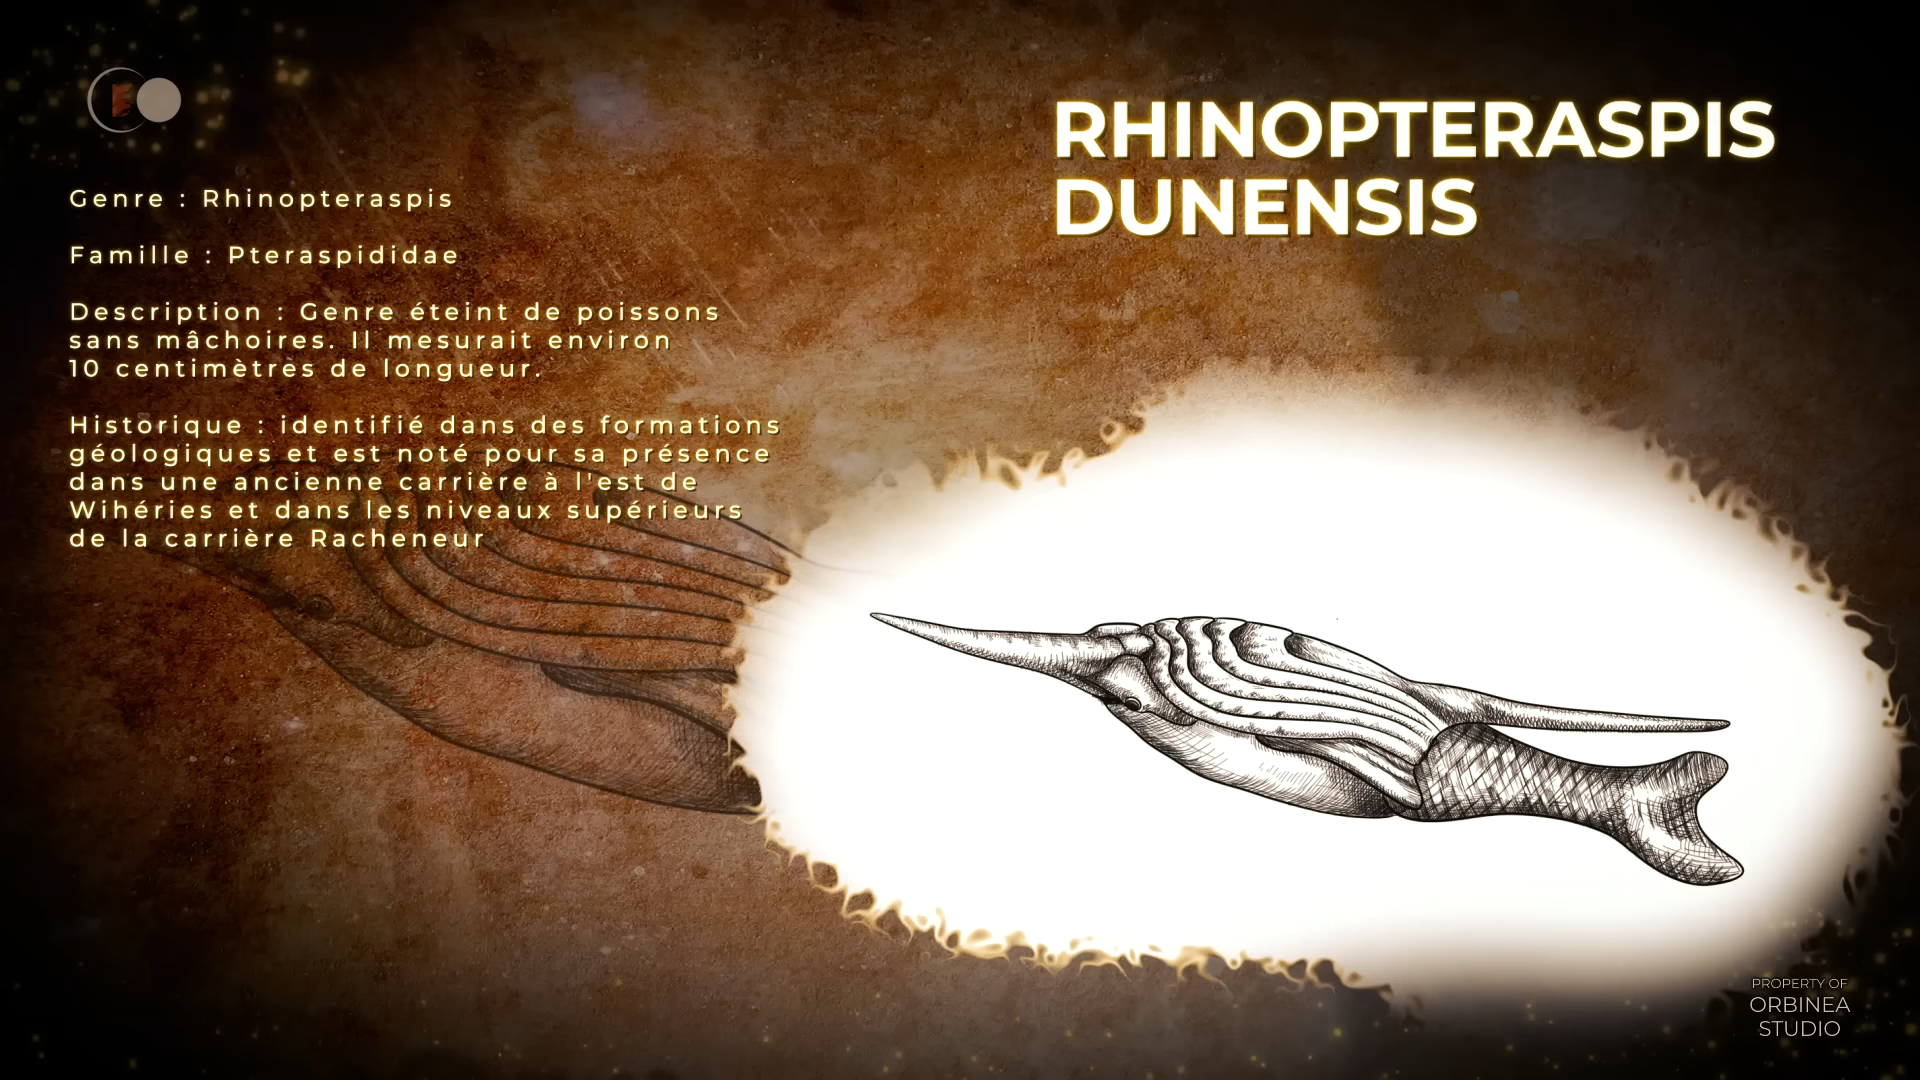 RHINOPTERASPIS
DUNENSIS
Genre : Rhinopteraspis
Famille : Pteraspididae
Description : Genre éteint de poissons
sans mâchoires. Il mesurait environ
10 centimètres de longueur.
Historique : identifié dans des formations
géologiques et est noté pour sa présence
dans une ancienne carrière à l'est de
Wihéries et dans les niveaux supérieurs
de la carrière Racheneur
PROPERTY OF
ORBINEA
STUDIO